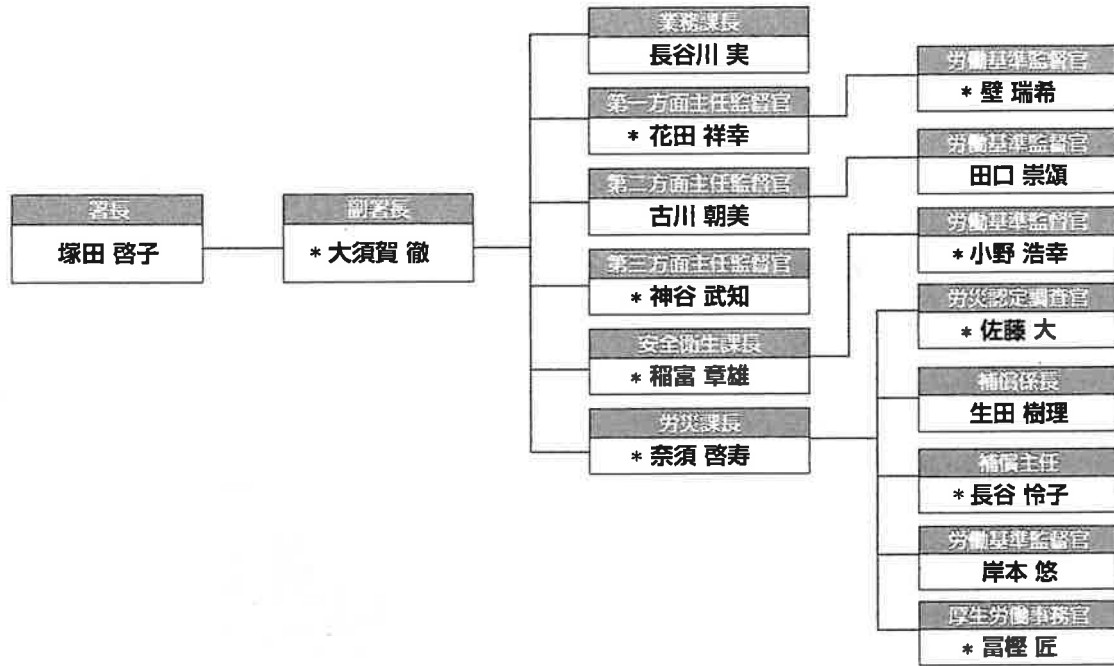 署長
塚田 啓子
副署長
* 大須賀 徹
業務課長
長谷川 実
第一方面主任監督官
* 花田 祥幸
第二方面主任監督官
古川 朝美
第三方面主任監督官
* 神谷 武知
安全衛生課長
* 稲富 章雄
労災課長
* 奈須 啓寿
労働基準監督官
* 壁 瑞希
労働基準監督官
田口 崇頌
労働基準監督官
* 小野 浩幸
労災認定調査官
* 佐藤 大
補償係長
生田 樹理
補償主任
* 長谷 怜子
労働基準監督官
岸本 悠
厚生労働事務官
* 冨樫 匠